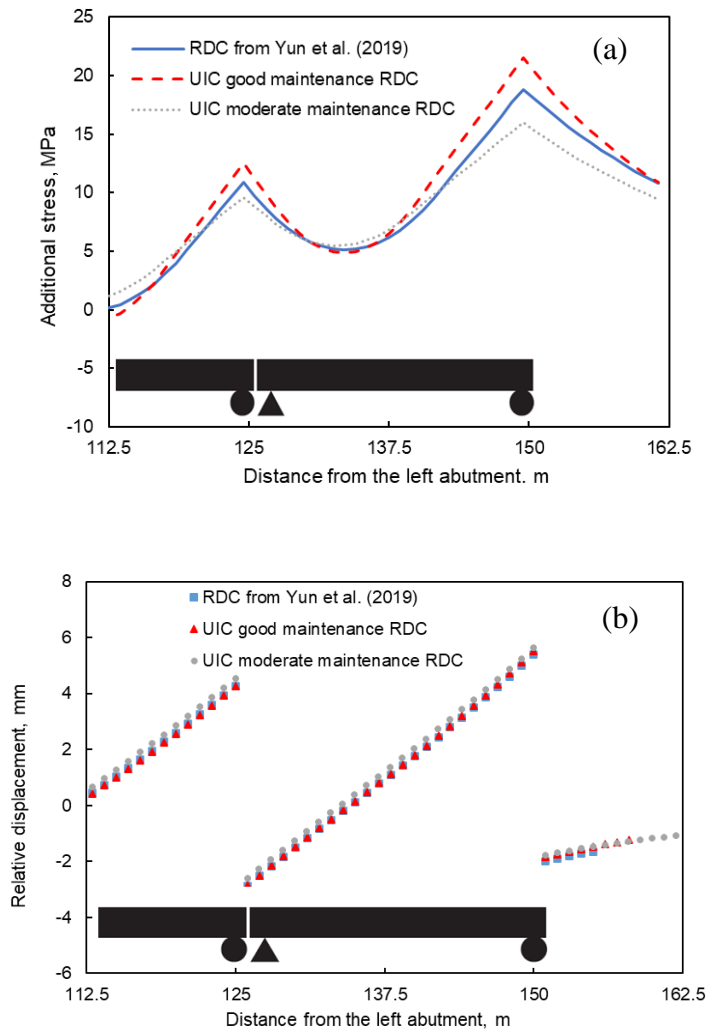 25
20
15
10
5
0
-5
-10
Additional stress, MPa
RDC from Yun et al. (2019)
UIC good maintenance RDC
UIC moderate maintenance RDC
(a)
112.5 125 137.5 150 162.5
Distance from the left abutment. m
8
6
4
2
0
-2
-4
-6
Relative displacement, mm
RDC from Yun et al. (2019)
UIC good maintenance RDC
UIC moderate maintenance RDC
(b)
112.5 125 137.5 150 162.5
Distance from the left abutment, m